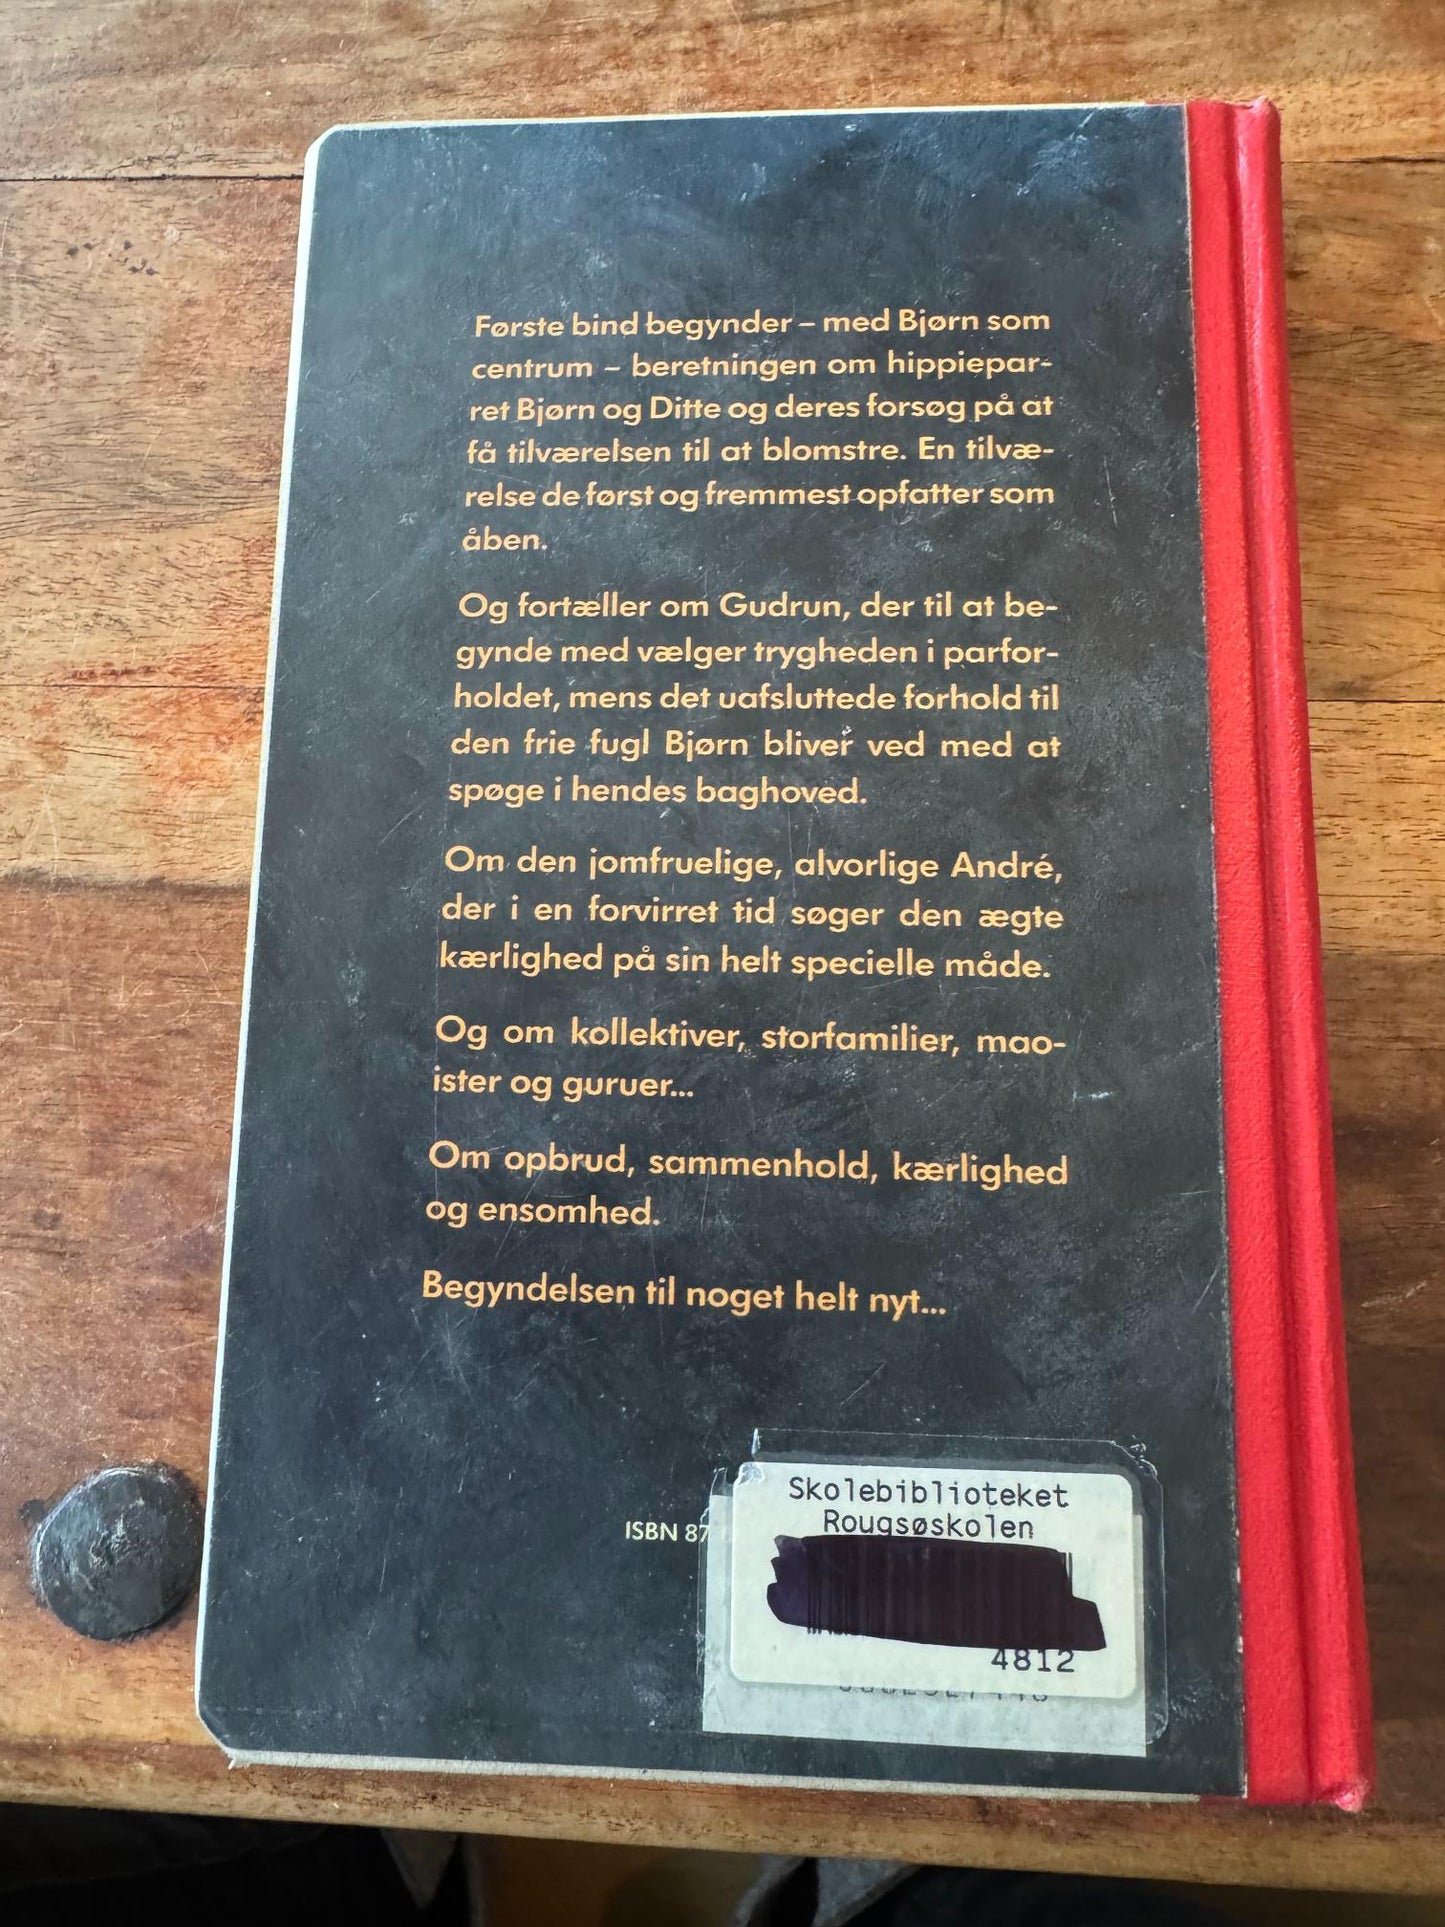 Første bind begynder – med Bjørn som
centrum – beretningen om hippiepar-
ret Bjørn og Ditte og deres forsøg på at
få tilværelsen til at blomstre. En tilvæ-
relse de først og fremmest opfatter som
åben.
Og fortæller om Gudrun, der til at be-
gynde med vælger trygheden i parfor-
holdet, mens det uafsluttede forhold til
den frie fugl Bjørn bliver ved med at
spøge i hendes baghoved.
Om den jomfruelige, alvorlige André,
der i en forvirret tid søger den ægte
kærlighed på sin helt specielle måde.
Og om kollektiver, storfamilier, mao-
ister og guruer...
Om opbrud, sammenhold, kærlighed
og ensomhed.
Begyndelsen til noget helt nyt...
ISBN 87
Skolebiblioteket
Rougsøskolen
4812